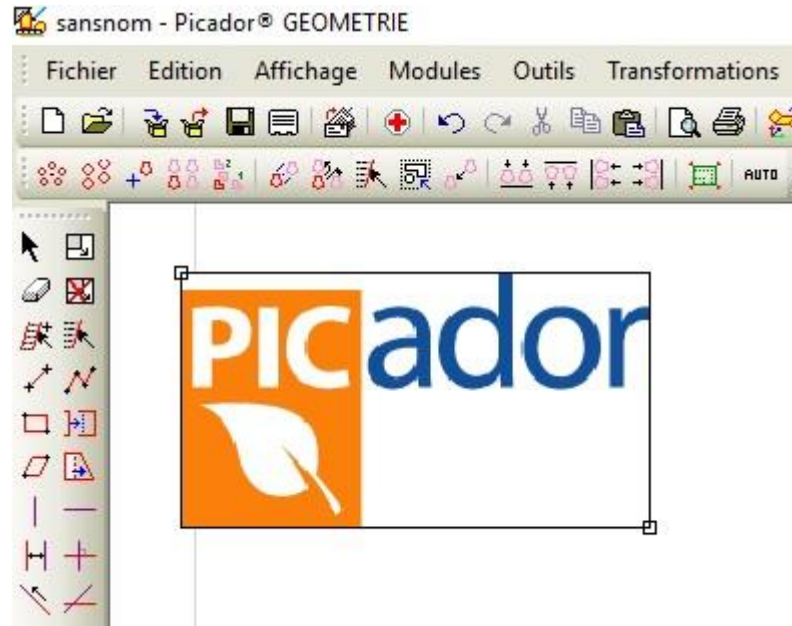 sansnom - Picador® GEOMETRIE
Fichier Edition Affichage Modules Outils Transformations
AUTO
PICador